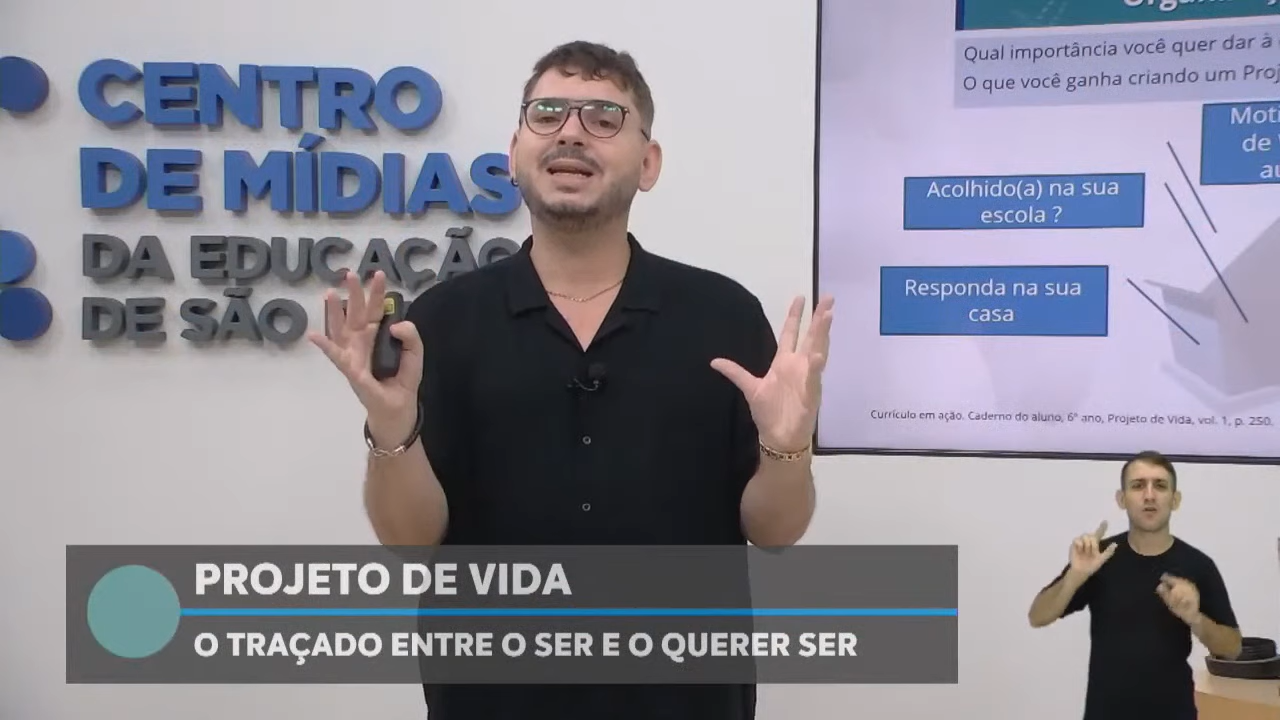 CENTRO
DE MÍDIAS
DA EDUCAÇÃO
DE SÃO
Qual importância você quer dar à
O que você ganha criando um
de
Acolhido(a) na sua
escola ?
Responda na sua
casa
Currículo em ação. Caderno do aluno, 6º ano, Projeto de Vida, vol. 1, p. 250.
PROJETO DE VIDA
O TRAÇADO ENTRE O SER E O QUERER SER